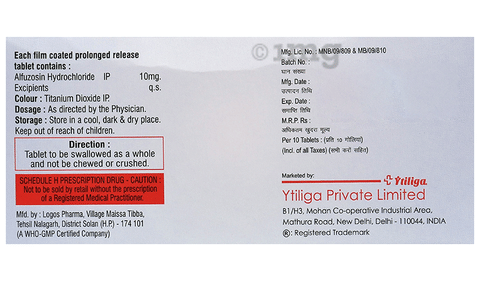 Each film coated prolonged release
tablet contains :
Alfuzosin Hydrochloride IP 10mg.
Excipients q.s.
Colour : Titanium Dioxide IP.
Dosage : As directed by the Physician.
Storage : Store in a cool, dark & dry place.
Keep out of reach of children.
Direction :
Tablet to be swallowed as a whole
and not be chewed or crushed.
SCHEDULE H PRESCRIPTION DRUG - CAUTION :
Not to be sold by retail without the prescription
of a Registered Medical Practitioner.
Mfd. by : Logos Pharma, Village Maissa Tibba,
Tehsil Nalagarh, District Solan (H.P) - 174 101
(A WHO-GMP Certified Company)
1mg
Mfg. Lic. No. : MNB/09/809 & MB/09/810
Batch No. :
घान संख्या
Mfg. Date :
उत्पादन तिथि
Exp. Date :
समाप्ति तिथि
M.R.P Rs :
अधिकतम खुदरा मूल्य
Per 10 Tablets : (प्रति 10 गोलियां)
(Incl. of all Taxes) (सभी करों सहित)
Marketed by :
Ytiliga
Ytiliga Private Limited
B1/H3, Mohan Co-operative Industrial Area,
Mathura Road, New Delhi, Delhi - 110044, INDIA
®: Registered Trademark